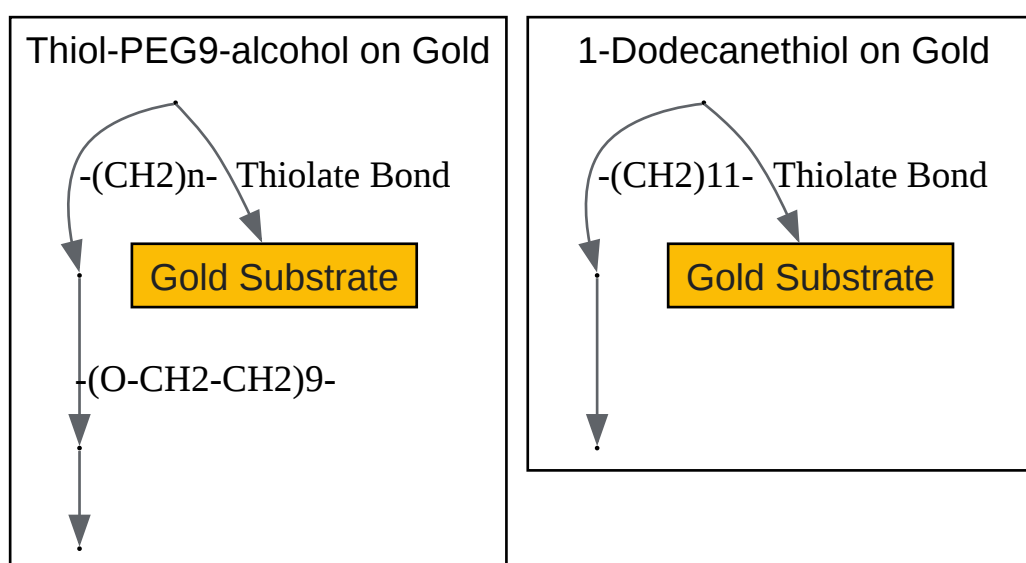 Thiol-PEG9-alcohol on Gold
-(CH2)n-
Thiolate Bond
Gold Substrate
-(O-CH2-CH2)9-
1-Dodecanethiol on Gold
-(CH2)11-
Thiolate Bond
Gold Substrate